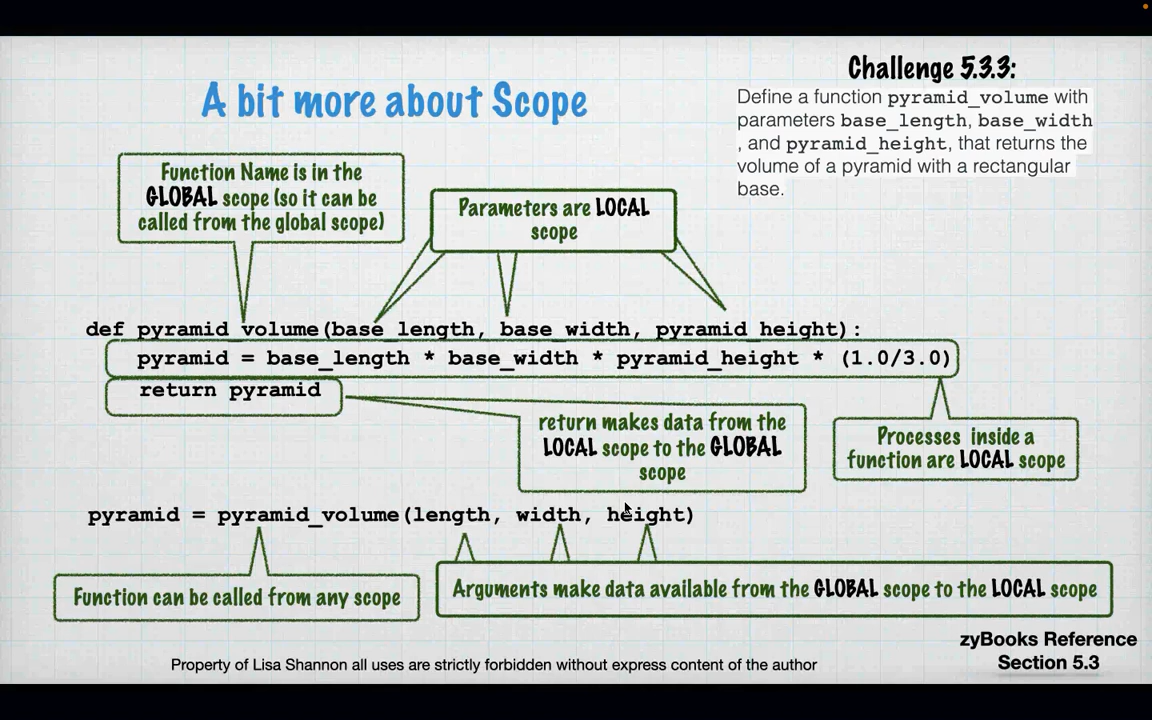 Challenge 5.3.3:
Define a function pyramid_volume with
parameters base_length, base_width
, and pyramid_height, that returns the
volume of a pyramid with a rectangular
base.
A bit more about Scope
Function Name is in the
GLOBAL scope (so it can be
called from the global scope)
Parameters are LOCAL
scope
def pyramid_volume(base_length, base_width, pyramid_height):
pyramid = base_length * base_width * pyramid_height * (1.0/3.0)
return pyramid
return makes data from the
LOCAL scope to the GLOBAL
scope
Processes inside a
function are LOCAL scope
pyramid = pyramid_volume(length, width, height)
Function can be called from any scope
Arguments make data available from the GLOBAL scope to the LOCAL scope
zyBooks Reference
Section 5.3
Property of Lisa Shannon all uses are strictly forbidden without express content of the author